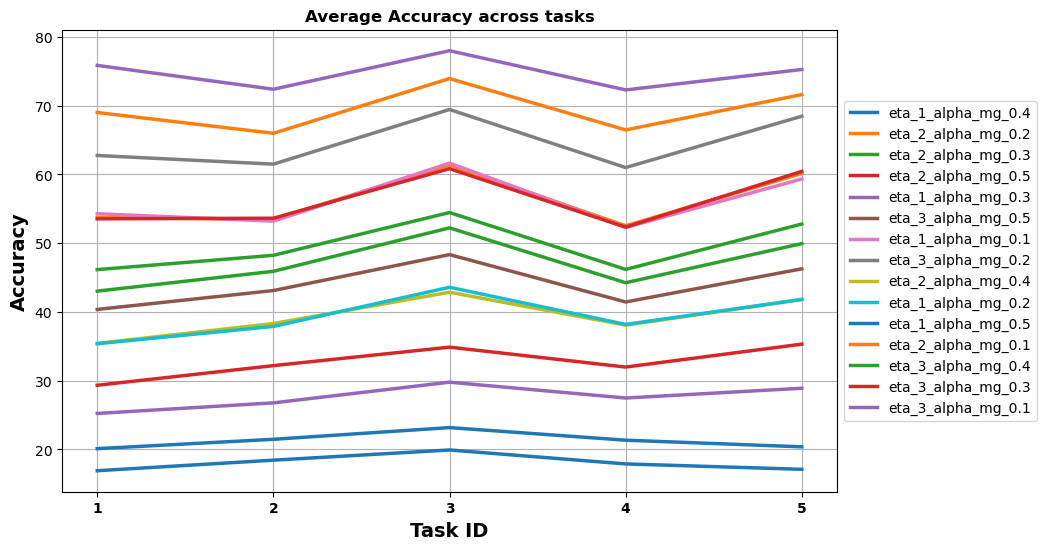 Average Accuracy across tasks
80
70
60
50
40
30
20
Accuracy
1 2 3 4 5
Task ID
eta_1_alpha_mg_0.4
eta_2_alpha_mg_0.2
eta_2_alpha_mg_0.3
eta_2_alpha_mg_0.5
eta_1_alpha_mg_0.3
eta_3_alpha_mg_0.5
eta_1_alpha_mg_0.1
eta_3_alpha_mg_0.2
eta_2_alpha_mg_0.4
eta_1_alpha_mg_0.2
eta_1_alpha_mg_0.5
eta_2_alpha_mg_0.1
eta_3_alpha_mg_0.4
eta_3_alpha_mg_0.3
eta_3_alpha_mg_0.1